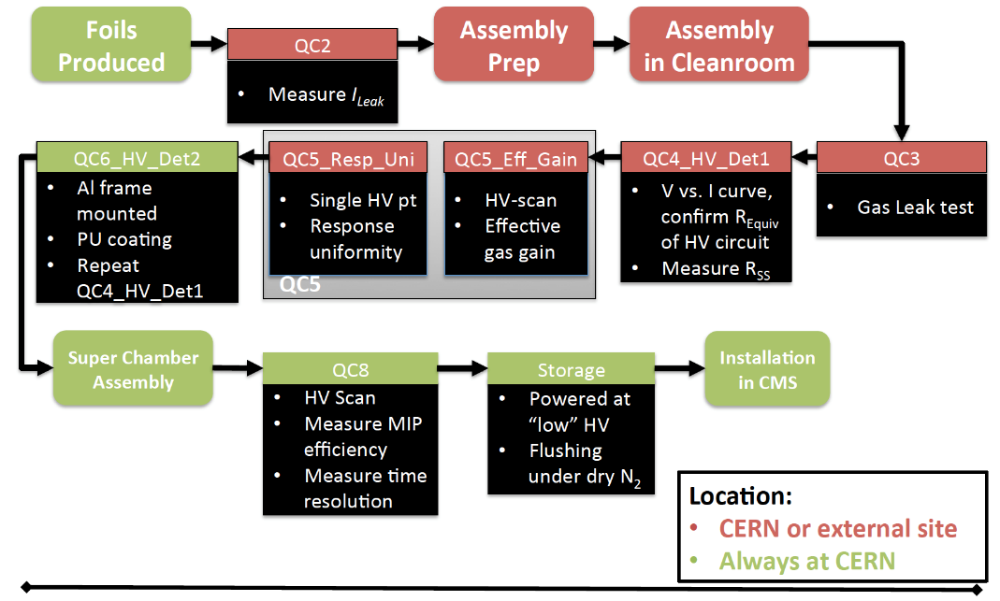 Foils
Produced
QC2
• Measure I_Leak
Assembly
Prep
Assembly
in Cleanroom
QC3
• Gas Leak test
QC4_HV_Det1
• V vs. I curve,
confirm R_Equiv
of HV circuit
• Measure R_SS
QC5_Eff_Gain
• HV-scan
• Effective
gas gain
QC5_Resp_Uni
• Single HV pt
• Response
uniformity
QC5
QC6_HV_Det2
• Al frame
mounted
• PU coating
• Repeat
QC4_HV_Det1
Super Chamber
Assembly
QC8
• HV Scan
• Measure MIP
efficiency
• Measure time
resolution
Storage
• Powered at
“low” HV
• Flushing
under dry N₂
Installation
in CMS
Location:
• CERN or external site
• Always at CERN